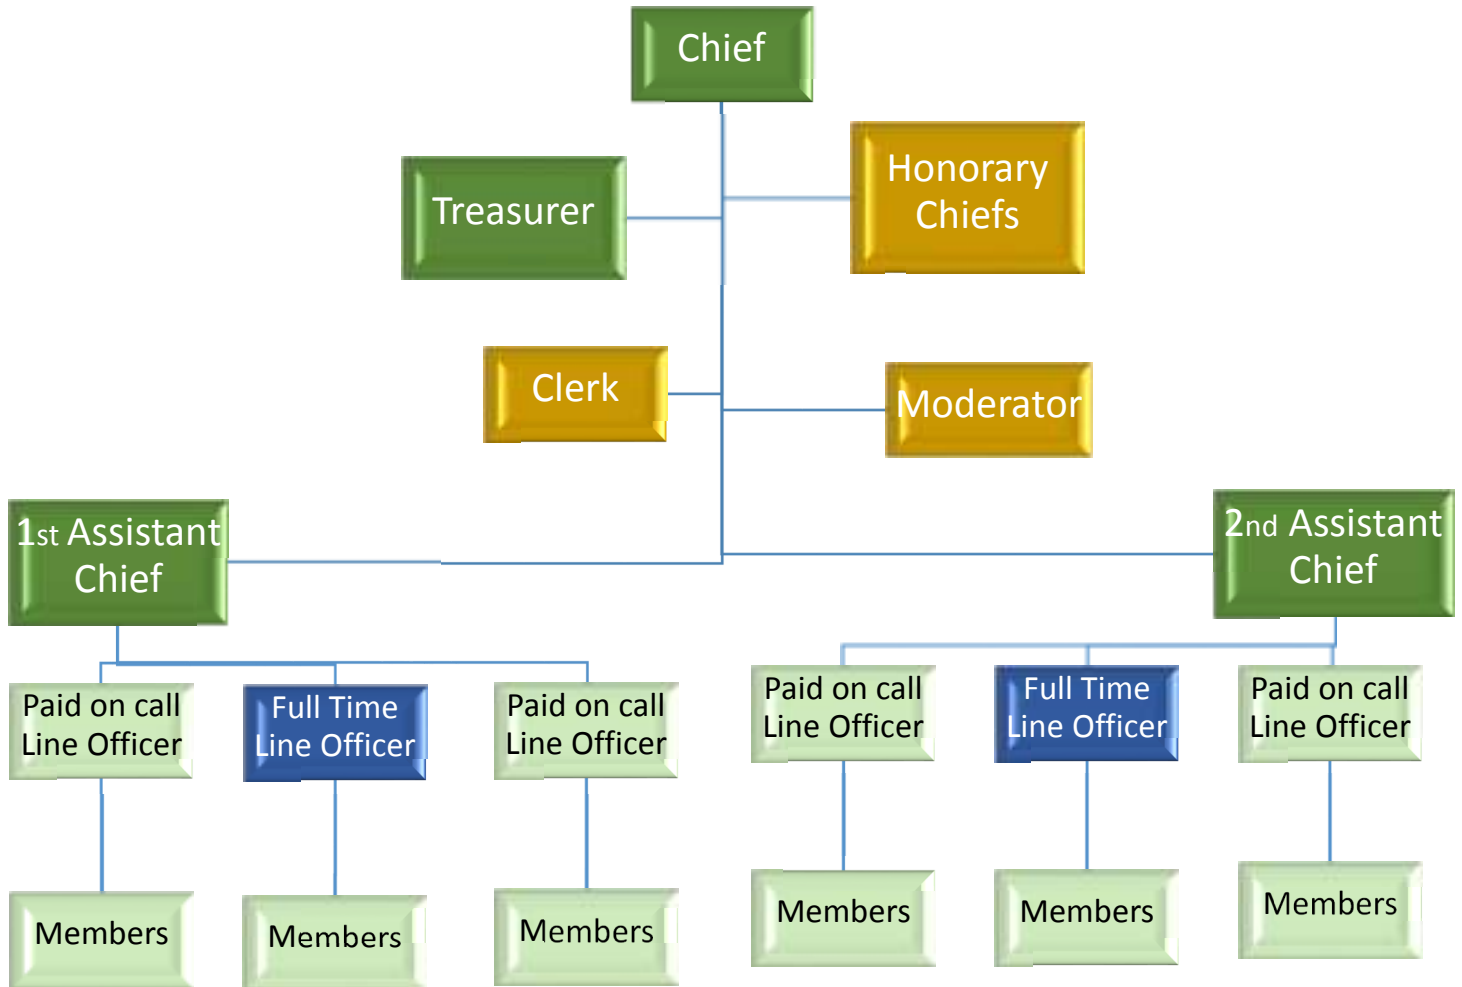 Chief
Honorary
Chiefs
Treasurer
Clerk
Moderator
1st Assistant
Chief
2nd Assistant
Chief
Paid on call
Line Officer
Full Time
Line Officer
Paid on call
Line Officer
Paid on call
Line Officer
Full Time
Line Officer
Paid on call
Line Officer
Members
Members
Members
Members
Members
Members